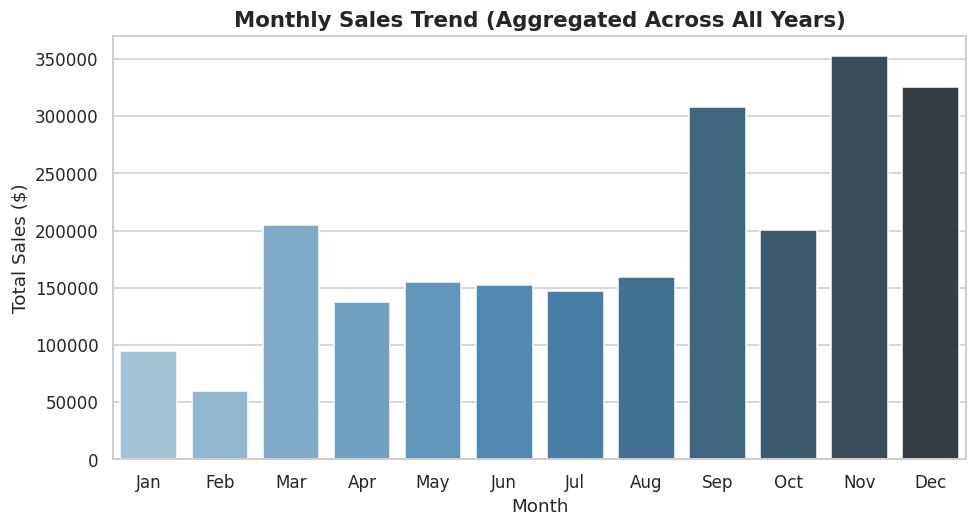 Monthly Sales Trend (Aggregated Across All Years)
Total Sales ($)
350000
300000
250000
200000
150000
100000
50000
0
Jan Feb Mar Apr May Jun Jul Aug Sep Oct Nov Dec
Month